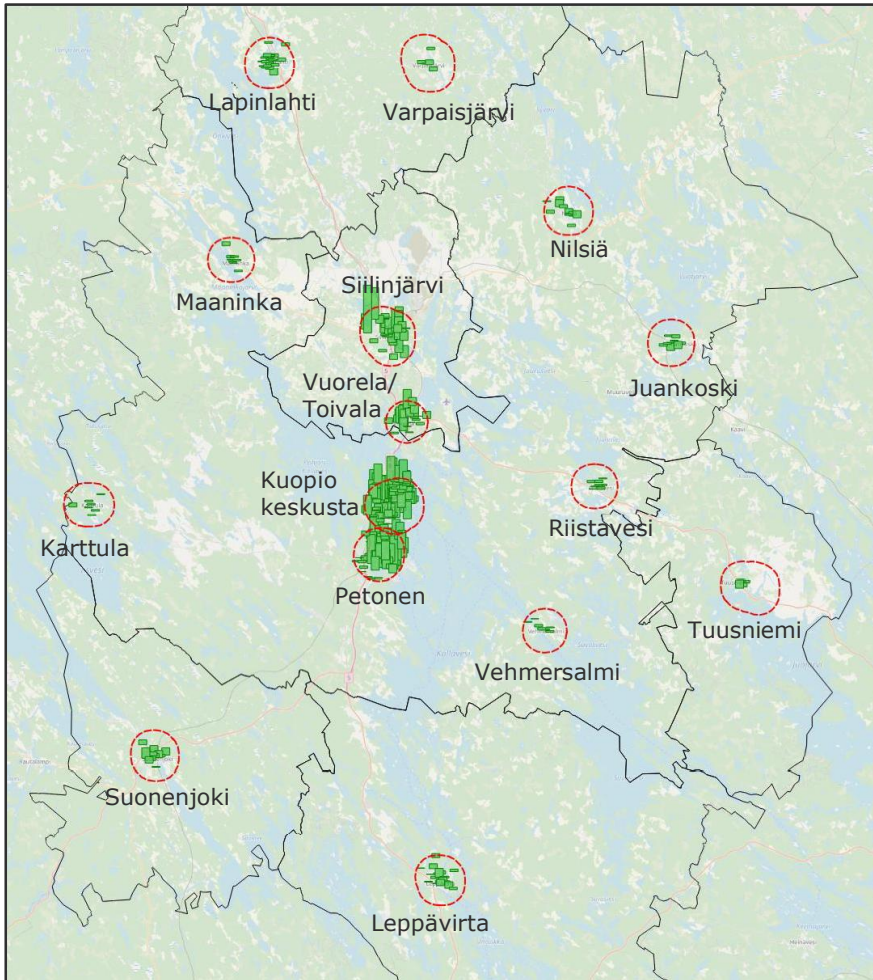 Lapinlahti
Varpaisjärvi
Nilsiä
Maaninka
Siilinjärvi
Juankoski
Vuorela/
Toivala
Kuopio
keskusta
Riistavesi
Karttula
Petonen
Tuusniemi
Vehmersalmi
Suonenjoki
Leppävirta